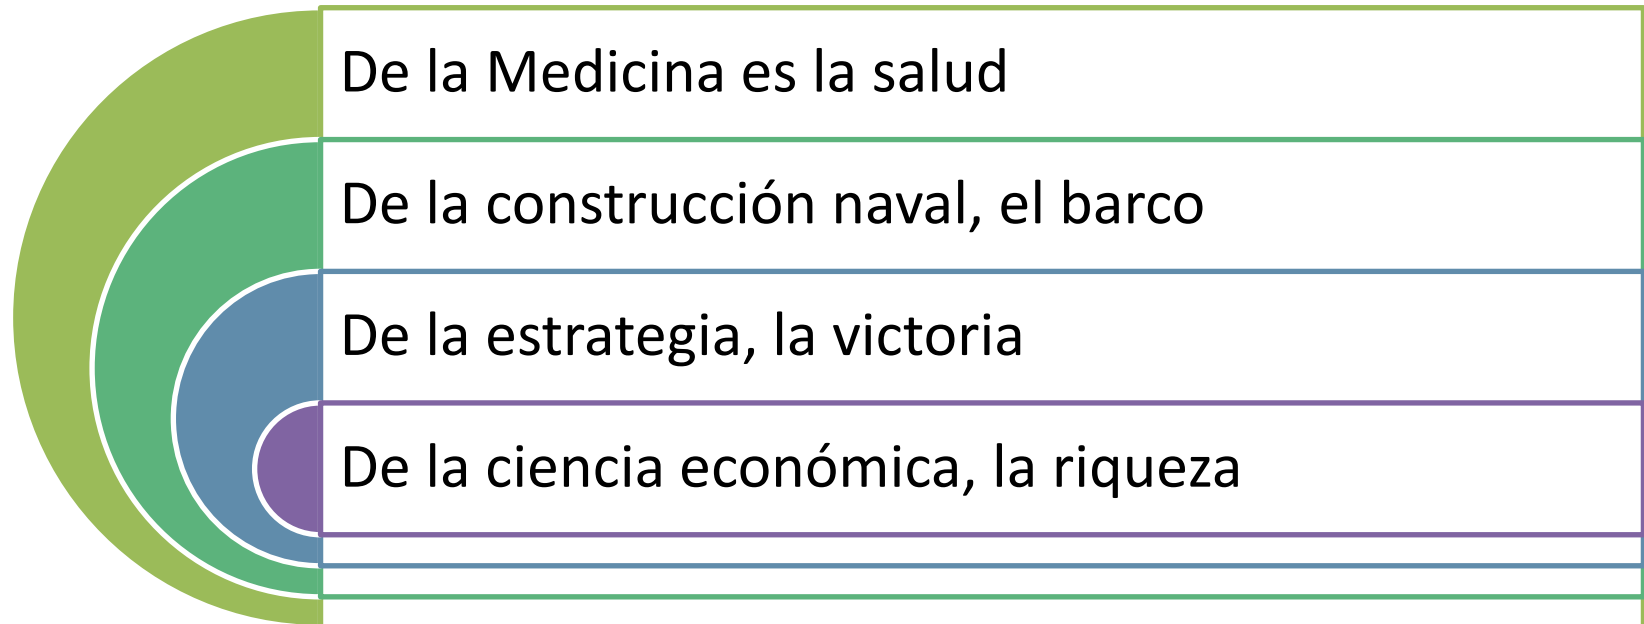 De la Medicina es la salud
De la construcción naval, el barco
De la estrategia, la victoria
De la ciencia económica, la riqueza